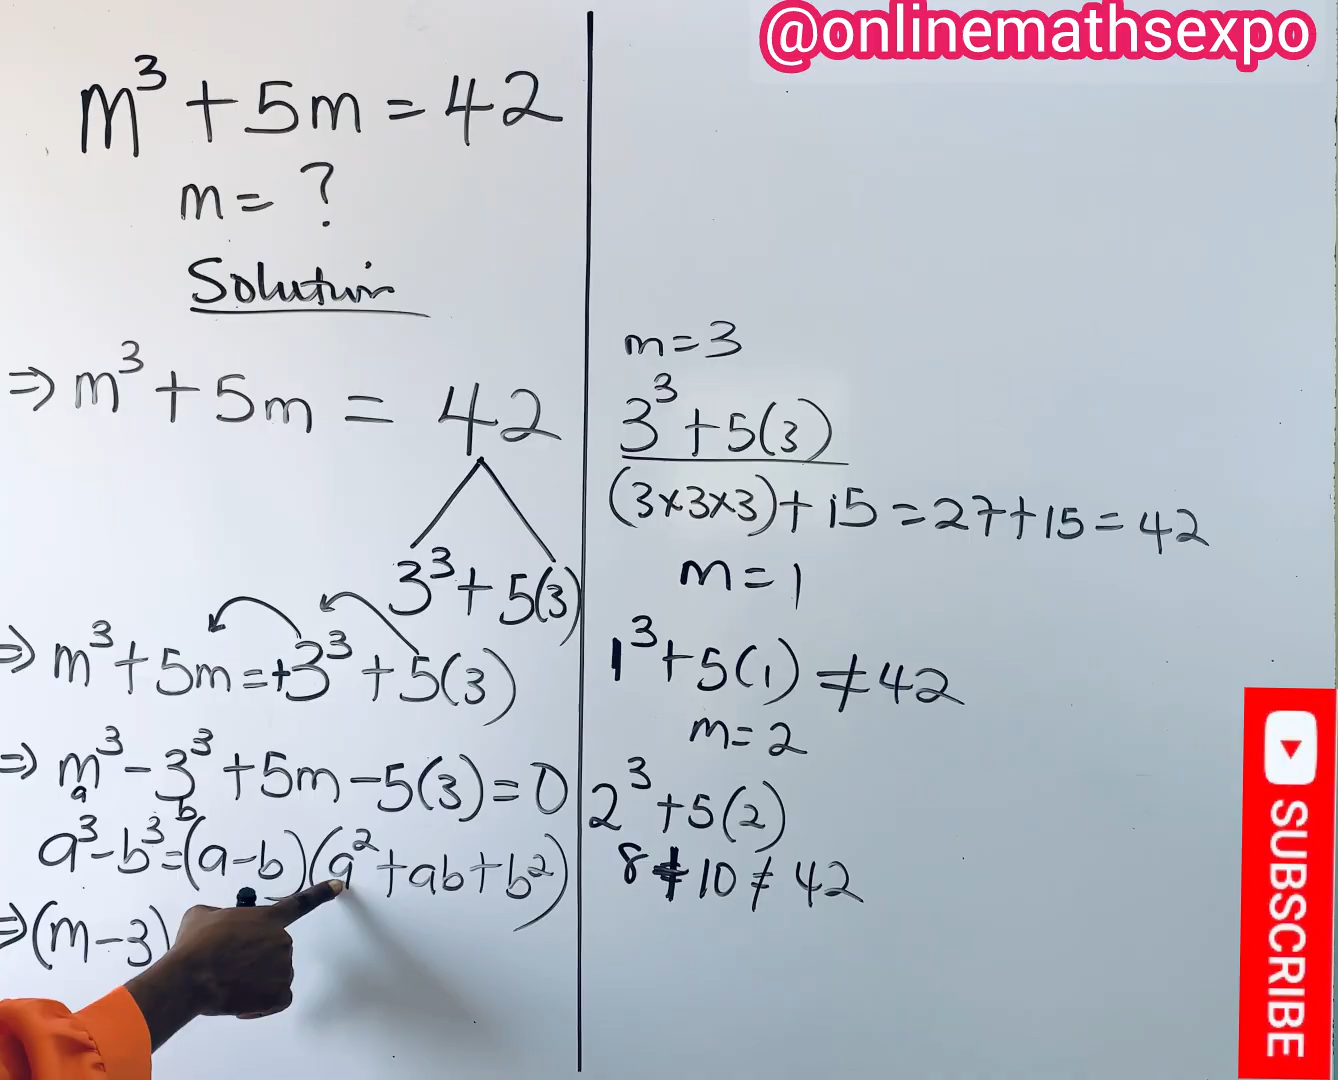 @onlinemathsexpo
m³ + 5m = 42
m = ?
Solution
⇒ m³ + 5m = 42
3³ + 5(3)
⇒ m³ + 5m = +3³ + 5(3)
⇒ m³ - 3³ + 5m - 5(3) = 0
a b
a³ - b³ = (a - b)(a² + ab + b²)
⇒ (m - 3)
m = 3
3³ + 5(3)
(3×3×3) + 15 = 27 + 15 = 42
m = 1
1³ + 5(1) ≠ 42
m = 2
2³ + 5(2)
8 + 10 ≠ 42
SUBSCRIBE